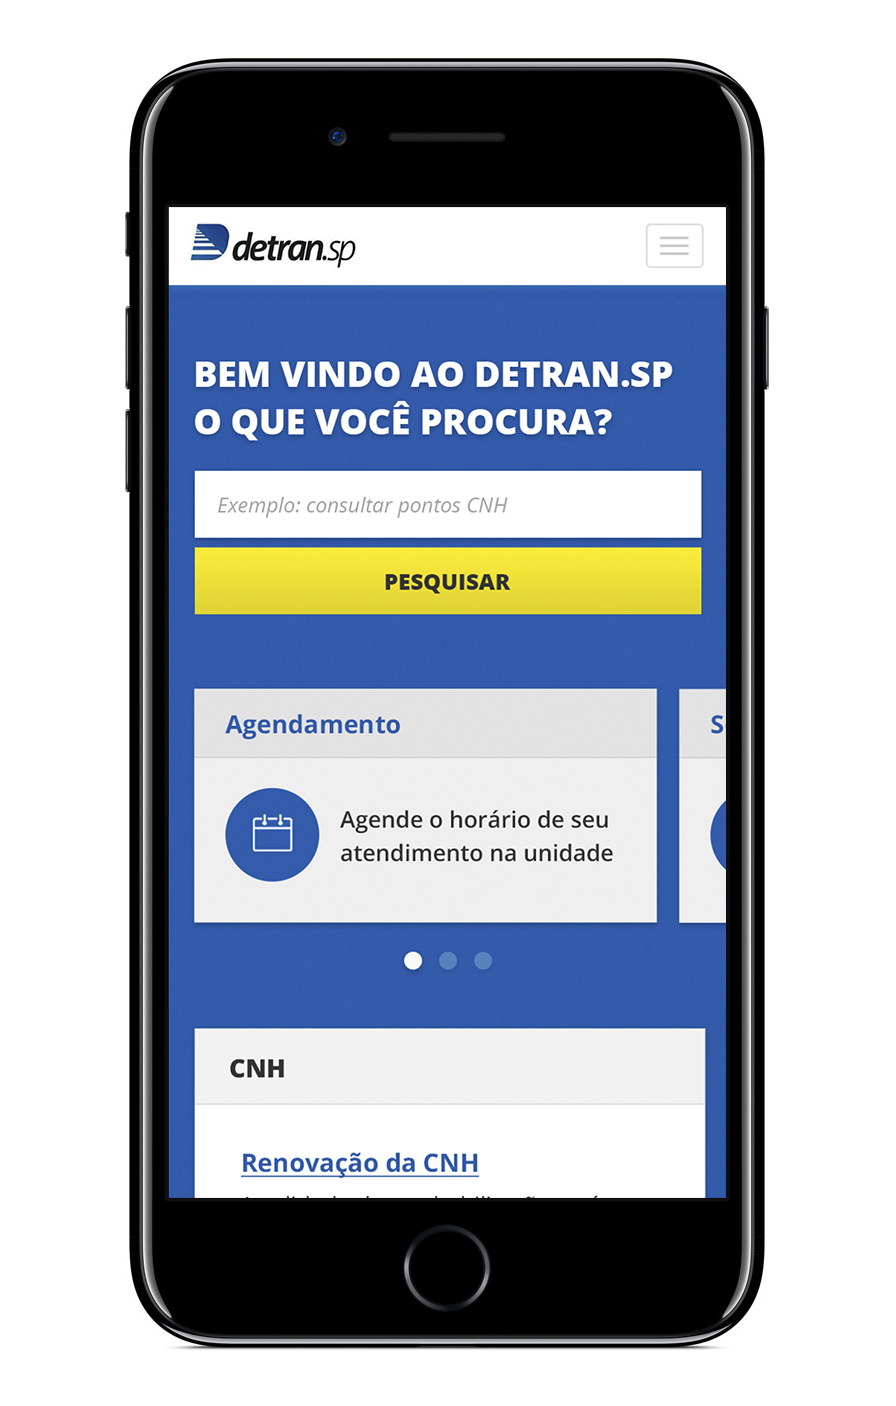 detran.sp
BEM VINDO AO DETRAN.SP
O QUE VOCÊ PROCURA?
Exemplo: consultar pontos CNH
PESQUISAR
Agendamento
S
Agende o horário de seu
atendimento na unidade
CNH
Renovação da CNH